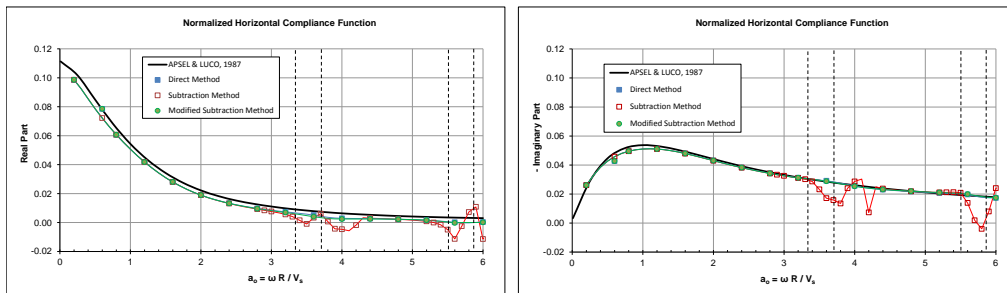 Normalized Horizontal Compliance Function
0.12
0.10
0.08
0.06
0.04
0.02
0.00
-0.02
Real Part
APSEL & LUCO, 1987
Direct Method
Subtraction Method
Modified Subtraction Method
0 1 2 3 4 5 6
aₒ = ω R / Vₛ
Normalized Horizontal Compliance Function
0.12
0.10
0.08
0.06
0.04
0.02
0.00
-0.02
- Imaginary Part
APSEL & LUCO, 1987
Direct Method
Subtraction Method
Modified Subtraction Method
0 1 2 3 4 5 6
aₒ = ω R / Vₛ